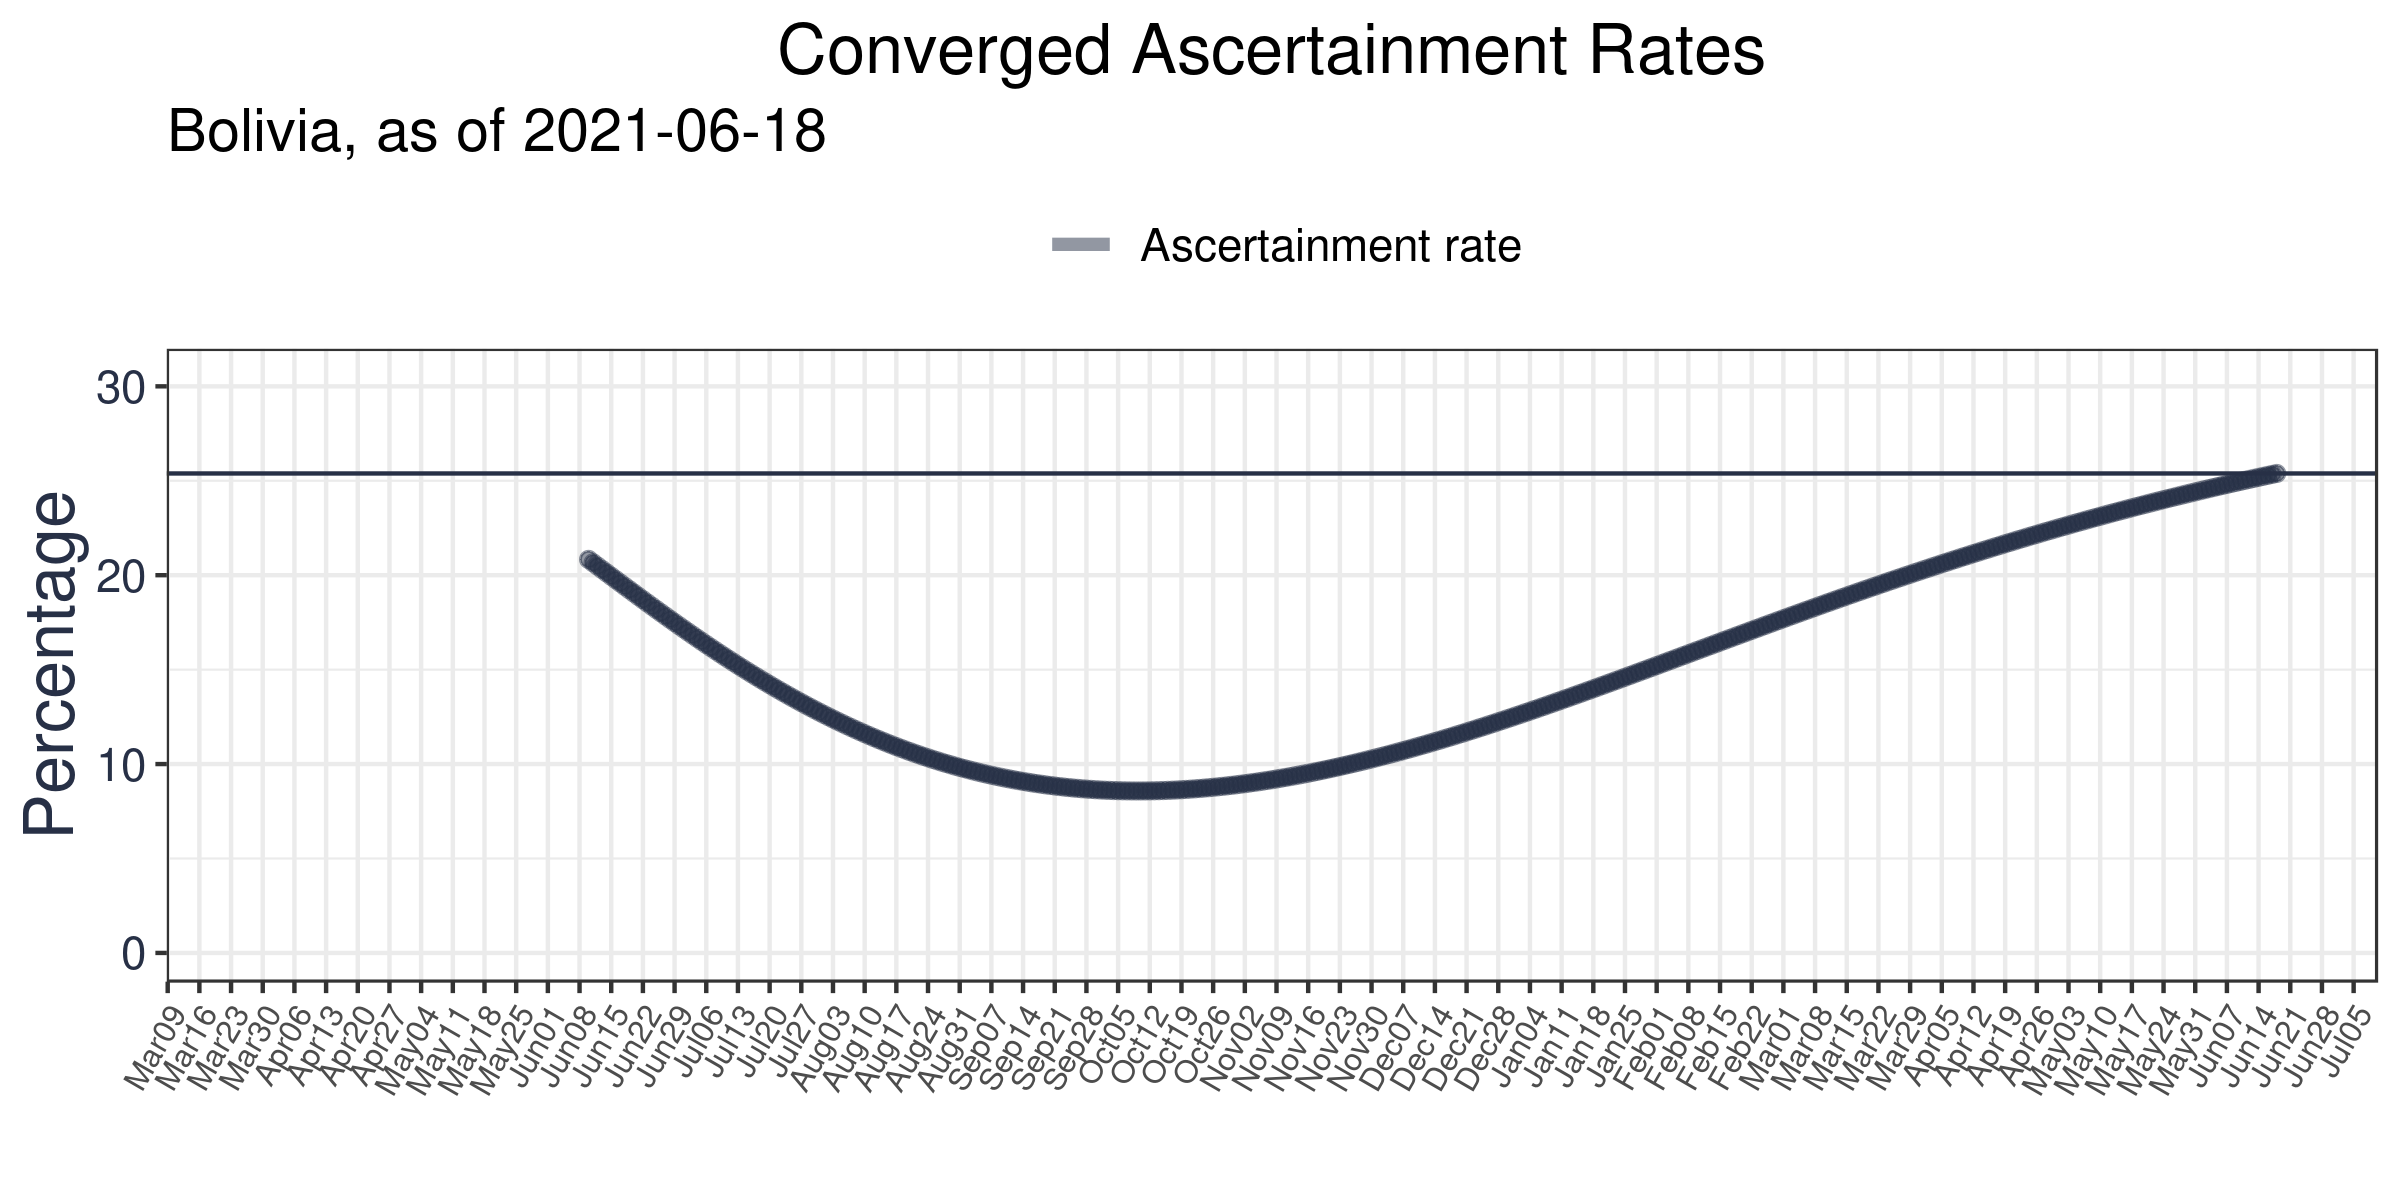 Converged Ascertainment Rates
Bolivia, as of 2021-06-18
Ascertainment rate
Percentage
30
20
10
0
Mar09
Mar16
Mar23
Mar30
Apr06
Apr13
Apr20
Apr27
May04
May11
May18
May25
Jun01
Jun08
Jun15
Jun22
Jun29
Jul06
Jul13
Jul20
Jul27
Aug03
Aug10
Aug17
Aug24
Aug31
Sep07
Sep14
Sep21
Sep28
Oct05
Oct12
Oct19
Oct26
Nov02
Nov09
Nov16
Nov23
Nov30
Dec07
Dec14
Dec21
Dec28
Jan04
Jan11
Jan18
Jan25
Feb01
Feb08
Feb15
Feb22
Mar01
Mar08
Mar15
Mar22
Mar29
Apr05
Apr12
Apr19
Apr26
May03
May10
May17
May24
May31
Jun07
Jun14
Jun21
Jun28
Jul05